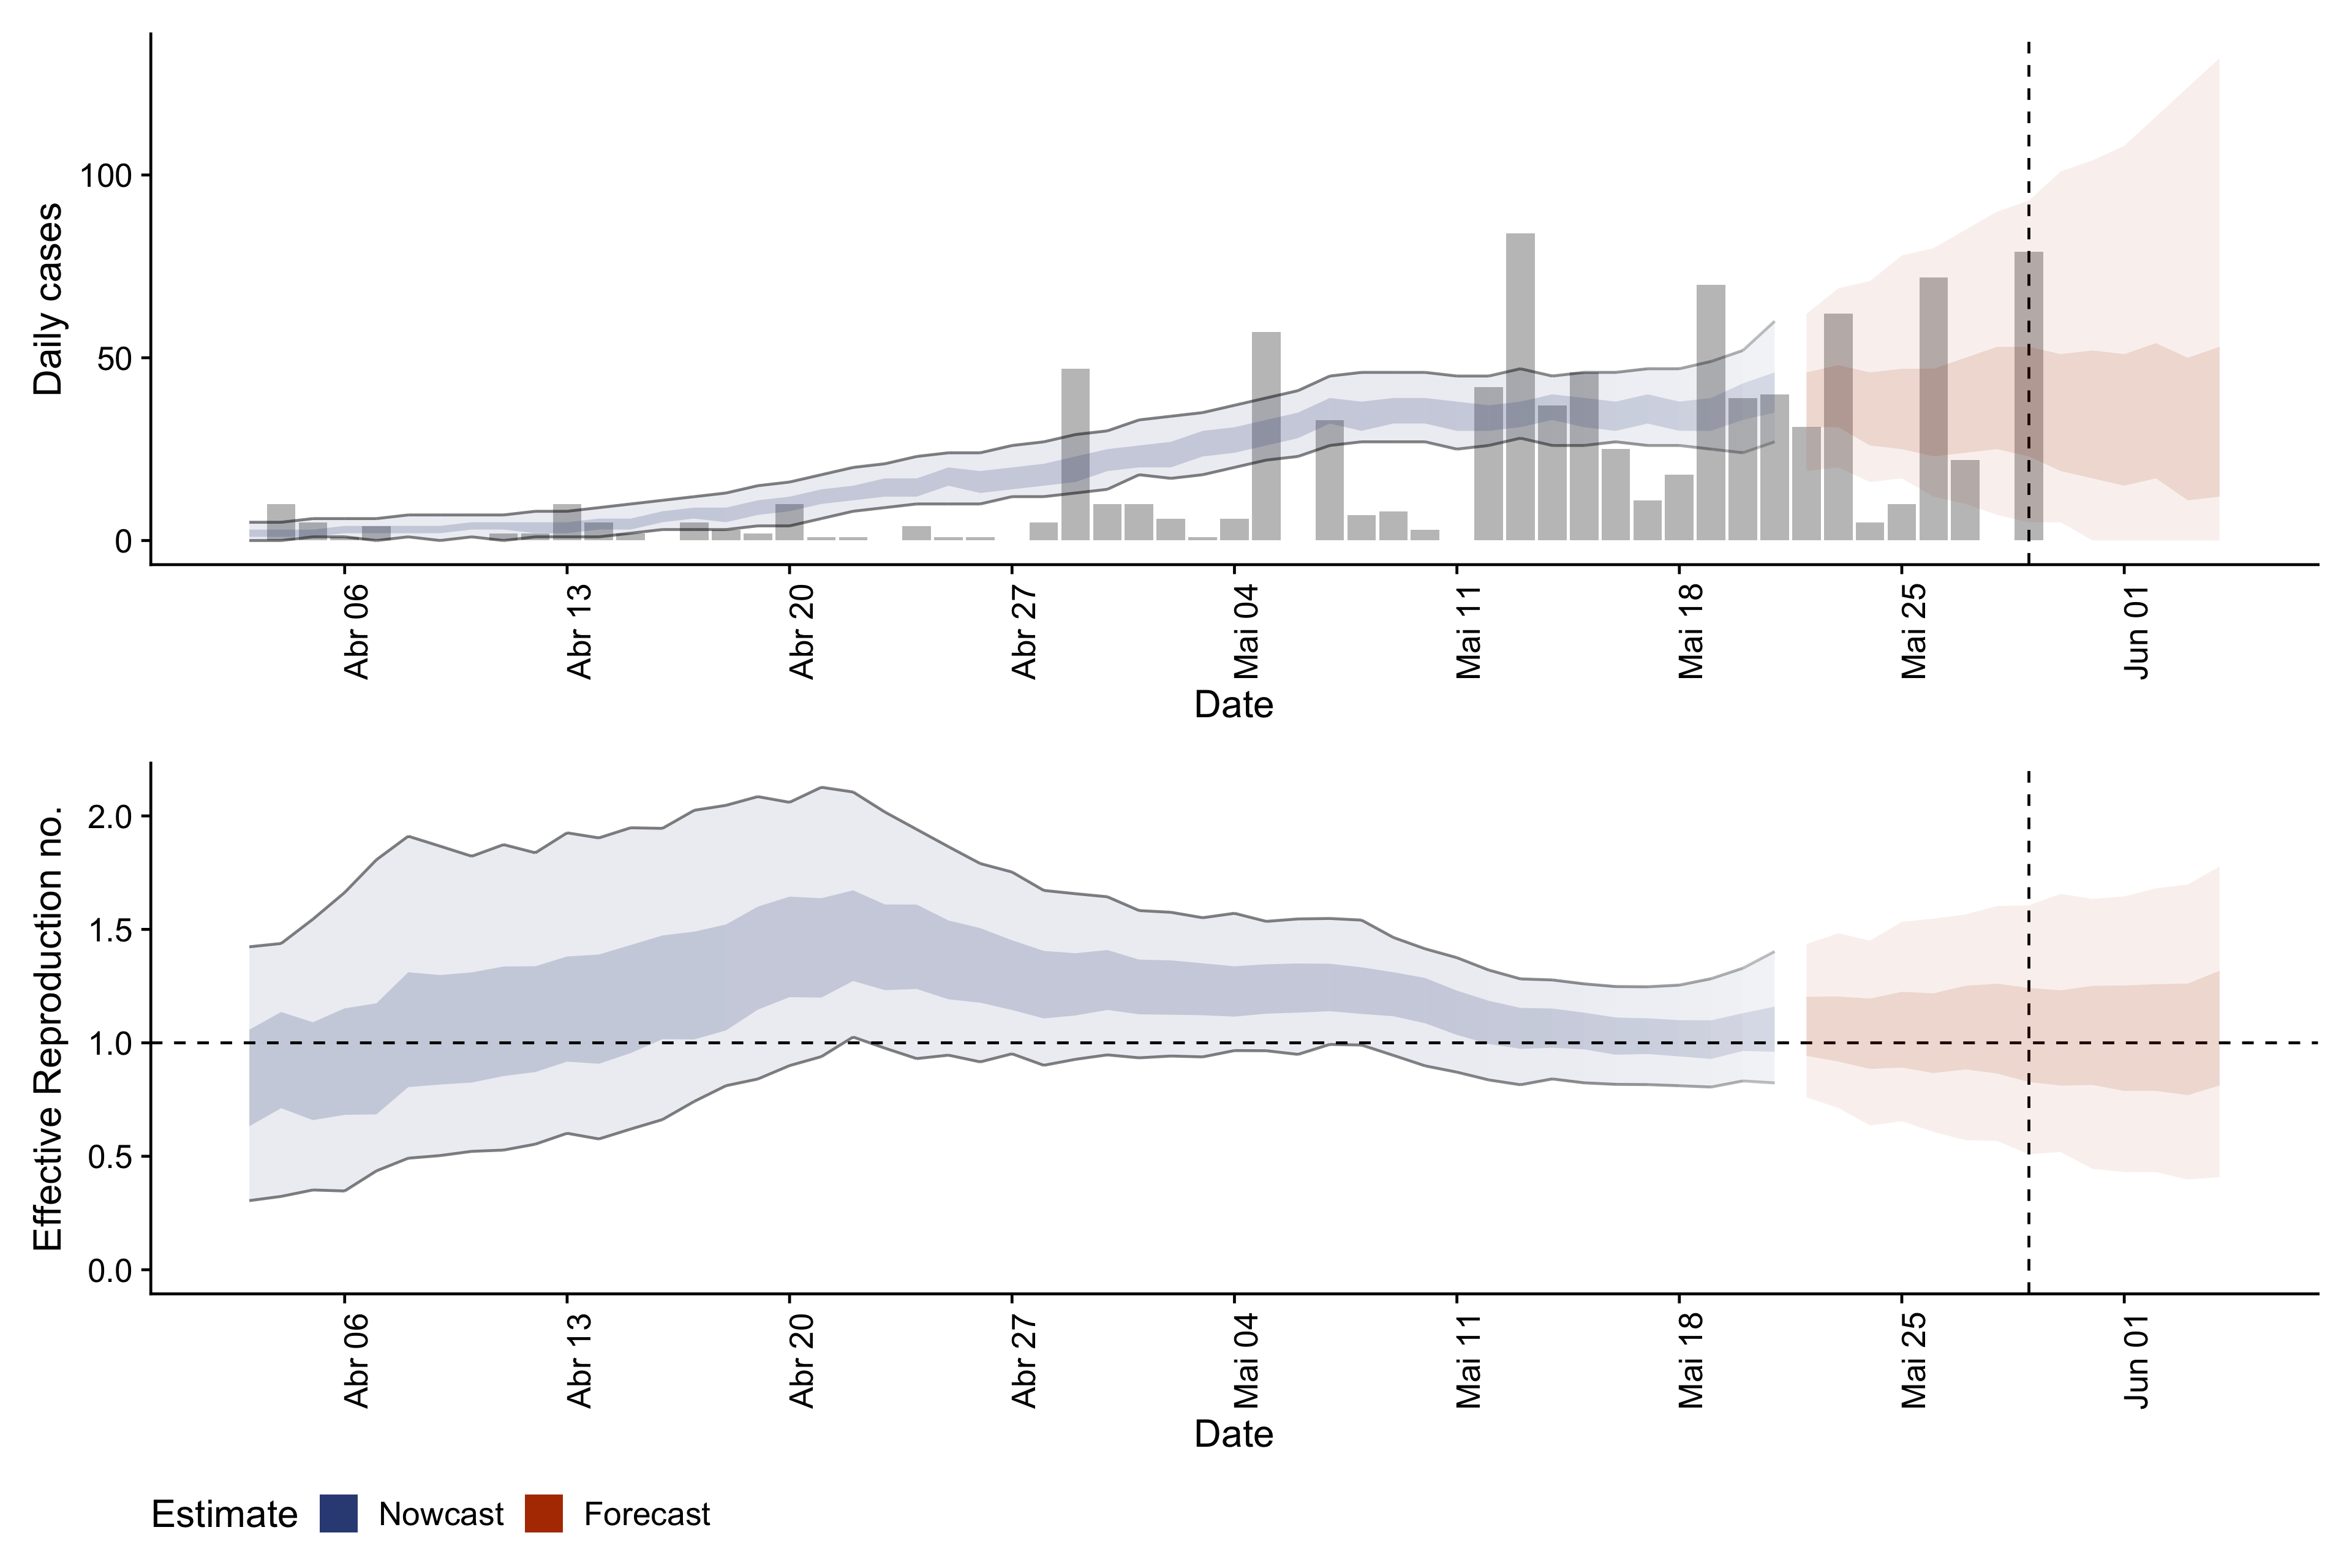 Daily cases
100
50
0
Abr 06
Abr 13
Abr 20
Abr 27
Mai 04
Mai 11
Mai 18
Mai 25
Jun 01
Date
Effective Reproduction no.
2.0
1.5
1.0
0.5
0.0
Abr 06
Abr 13
Abr 20
Abr 27
Mai 04
Mai 11
Mai 18
Mai 25
Jun 01
Date
Estimate Nowcast Forecast